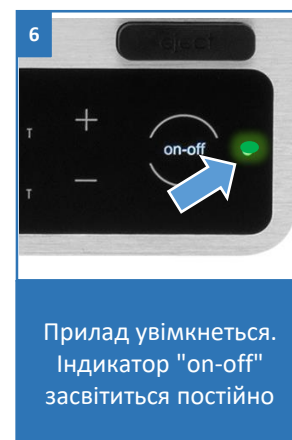 6
T
+
on-off
T
—
Прилад увімкнеться.
Індикатор "on-off"
засвітиться постійно